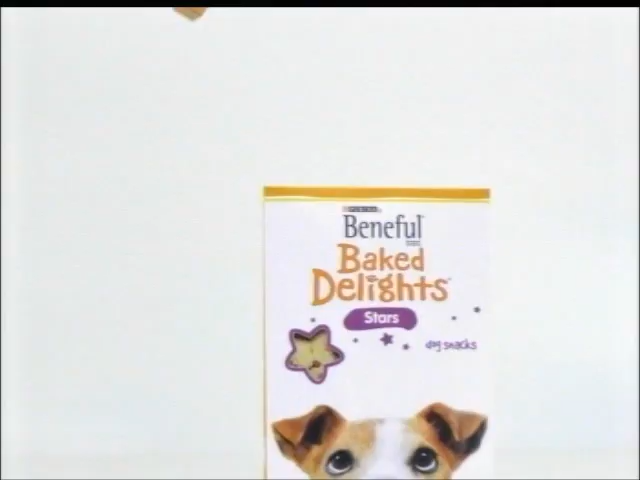 PURINA
Beneful
Baked
Delights
Stars
dog snacks